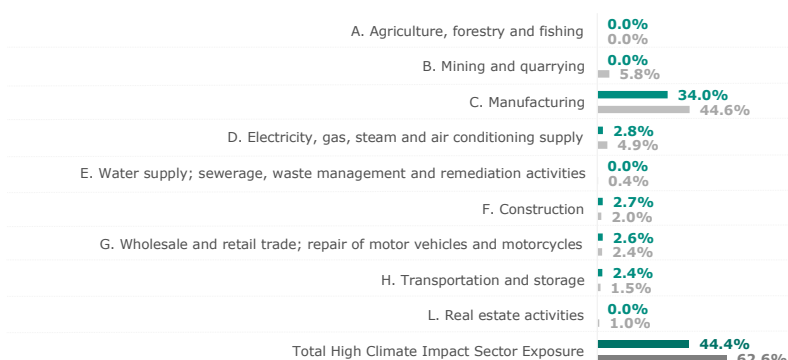 A. Agriculture, forestry and fishing 0.0%
0.0%
B. Mining and quarrying 0.0%
5.8%
C. Manufacturing 34.0%
44.6%
D. Electricity, gas, steam and air conditioning supply 2.8%
4.9%
E. Water supply; sewerage, waste management and remediation activities 0.0%
0.4%
F. Construction 2.7%
2.0%
G. Wholesale and retail trade; repair of motor vehicles and motorcycles 2.6%
2.4%
H. Transportation and storage 2.4%
1.5%
L. Real estate activities 0.0%
1.0%
Total High Climate Impact Sector Exposure 44.4%
62.6%